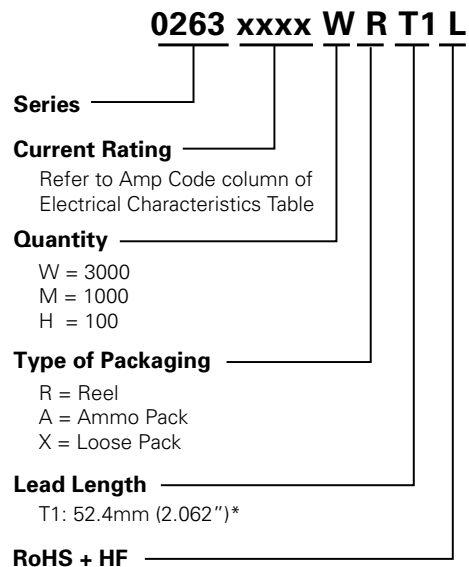 0263 xxxx W R T1 L
Series
Current Rating
Refer to Amp Code column of
Electrical Characteristics Table
Quantity
W = 3000
M = 1000
H = 100
Type of Packaging
R = Reel
A = Ammo Pack
X = Loose Pack
Lead Length
T1: 52.4mm (2.062”)*
RoHS + HF